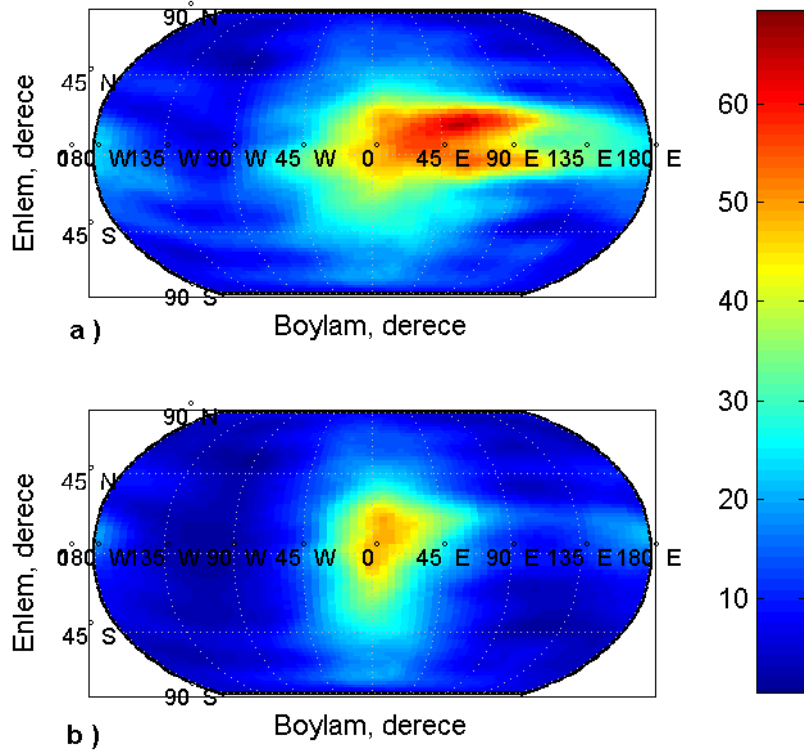 90° N
45° N
0° 180° W 135° W 90° W 45° W 0° 45° E 90° E 135° E 180° E
45° S
90° S
Enlem, derece
Boylam, derece
a )
60
50
40
30
20
10
90° N
45° N
0° 180° W 135° W 90° W 45° W 0° 45° E 90° E 135° E 180° E
45° S
90° S
Enlem, derece
Boylam, derece
b )